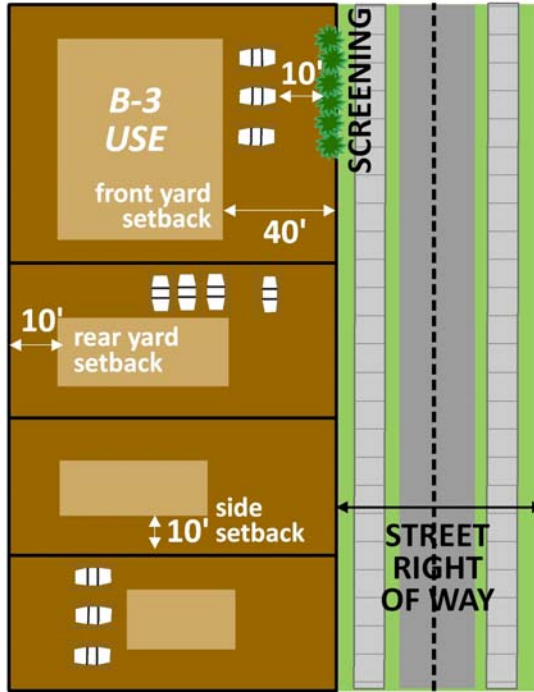 B-3
USE
10'
SCREENING
front yard
setback
40'
10'
rear yard
setback
side
10' setback
STREET
RIGHT
OF WAY